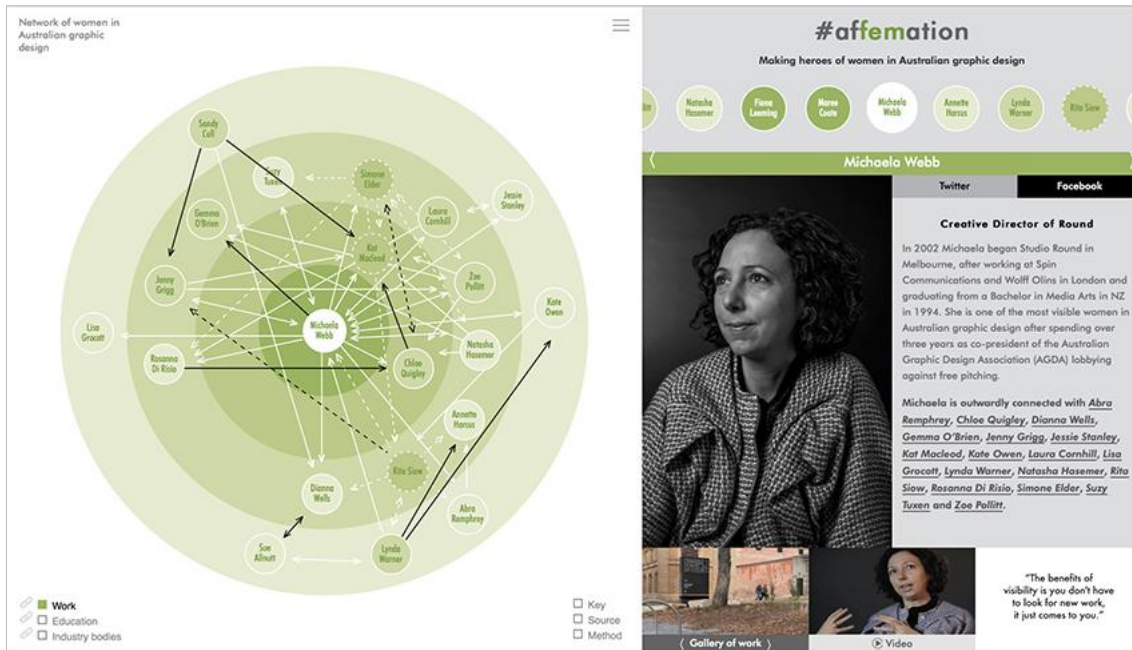 Network of women in
Australian graphic
design
Sandy
Coll
Suzy
Tuxen
Simone
Elder
Jessie
Stanley
Gemma
O'Brien
Laura
Cornhill
Kat
Macleod
Jenny
Grigg
Zoe
Pollitt
Kate
Owen
Lisa
Grocott
Michaela
Webb
Natasha
Hasemer
Rosanna
Di Risio
Chloe
Quigley
Annette
Harcus
Rita Siow
Dianna
Wells
Abra
Remphrey
Sue
Allnutt
Lynda
Warner
Work
Education
Industry bodies
Key
Source
Method
#affemation
Making heroes of women in Australian graphic design
Natasha
Hasemer
Fiona
Leeming
Maree
Coote
Michaela
Webb
Annette
Harcus
Lynda
Warner
Rita Siow
Michaela Webb
Twitter
Facebook
Creative Director of Round
In 2002 Michaela began Studio Round in
Melbourne, after working at Spin
Communications and Wolff Olins in London and
graduating from a Bachelor in Media Arts in NZ
in 1994. She is one of the most visible women in
Australian graphic design after spending over
three years as co-president of the Australian
Graphic Design Association (AGDA) lobbying
against free pitching.
Michaela is outwardly connected with Abra
Remphrey, Chloe Quigley, Dianna Wells,
Gemma O'Brien, Jenny Grigg, Jessie Stanley,
Kat Macleod, Kate Owen, Laura Cornhill, Lisa
Grocott, Lynda Warner, Natasha Hasemer, Rita
Siow, Rosanna Di Risio, Simone Elder, Suzy
Tuxen and Zoe Pollitt.
Gallery of work
Video
"The benefits of
visibility is you don't have
to look for new work,
it just comes to you."